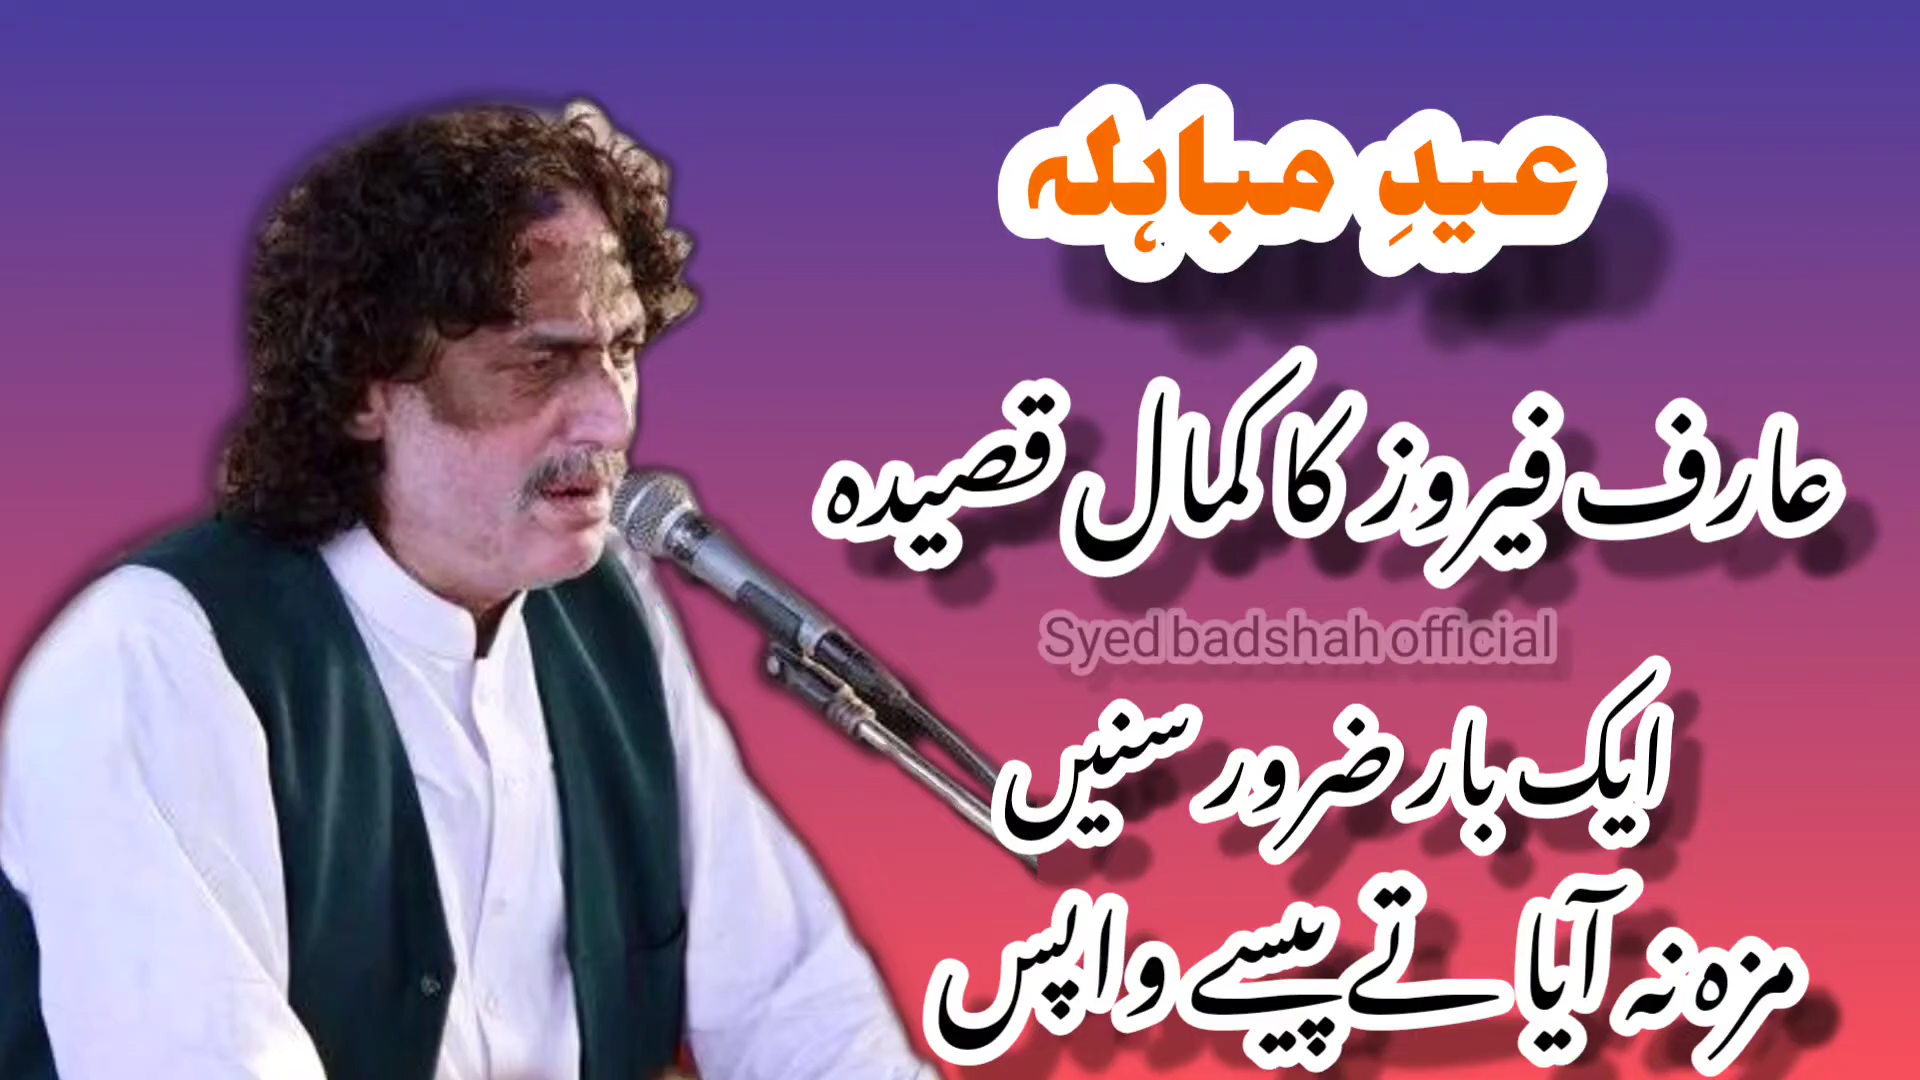 عیدِ مباہلہ
عارف فیروز کا کمال قصیدہ
Syed badshah official
ایک بار ضرور سنیں
مزہ نہ آیا تے پیسے واپس